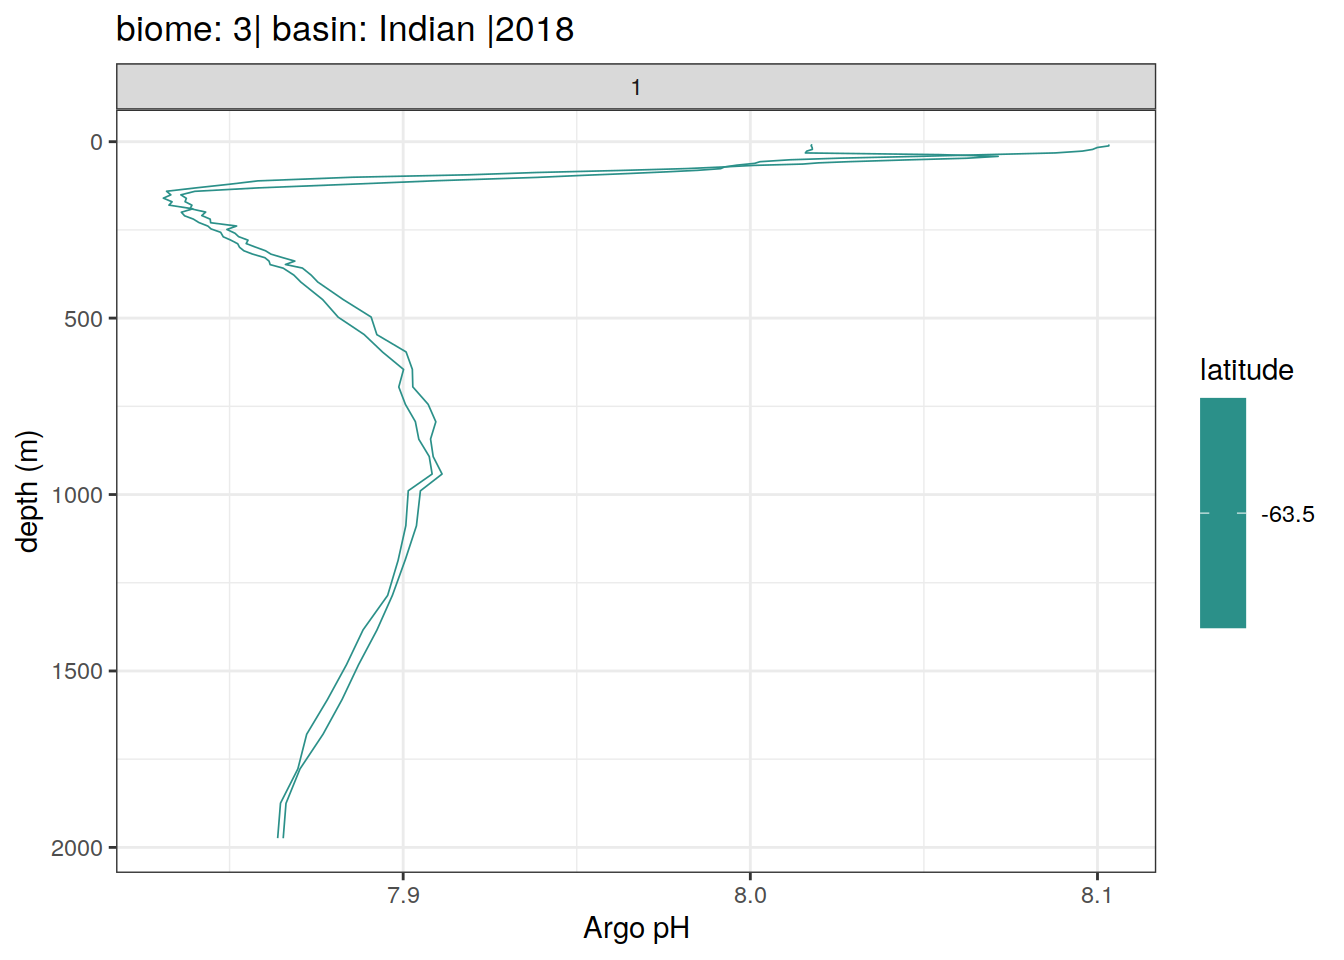 biome: 3| basin: Indian |2018
1
0
500
1000
1500
2000
depth (m)
7.9
8.0
8.1
Argo pH
latitude
-63.5